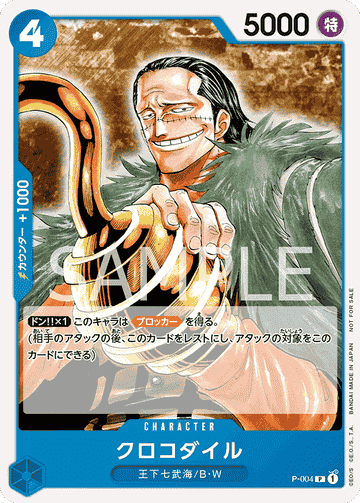 4
5000
特
カウンター +1000
SAMPLE
ドン!!×1 このキャラは ブロッカー を得る。
(相手のアタックの後、このカードをレストにし、アタックの対象をこの
カードにできる)
CHARACTER
クロコダイル
王下七武海/B・W
P-004 P 1
©E.O./S., T.A. BANDAI MADE IN JAPAN NOT FOR SALE